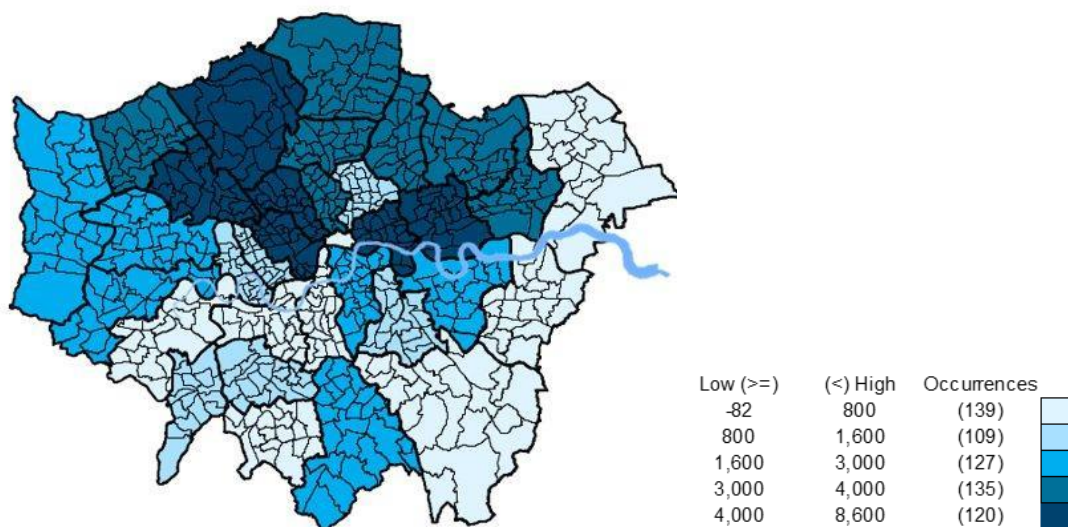 Low (>=) (<) High Occurrences
-82 800 (139)
800 1,600 (109)
1,600 3,000 (127)
3,000 4,000 (135)
4,000 8,600 (120)